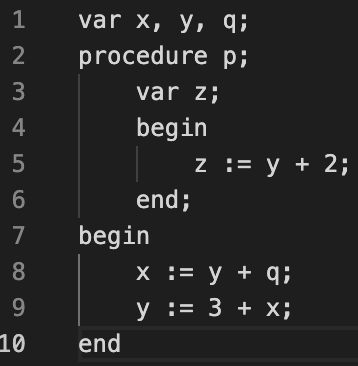 1 var x, y, q;
2 procedure p;
3     var z;
4     begin
5         z := y + 2;
6     end;
7 begin
8     x := y + q;
9     y := 3 + x;
10 end